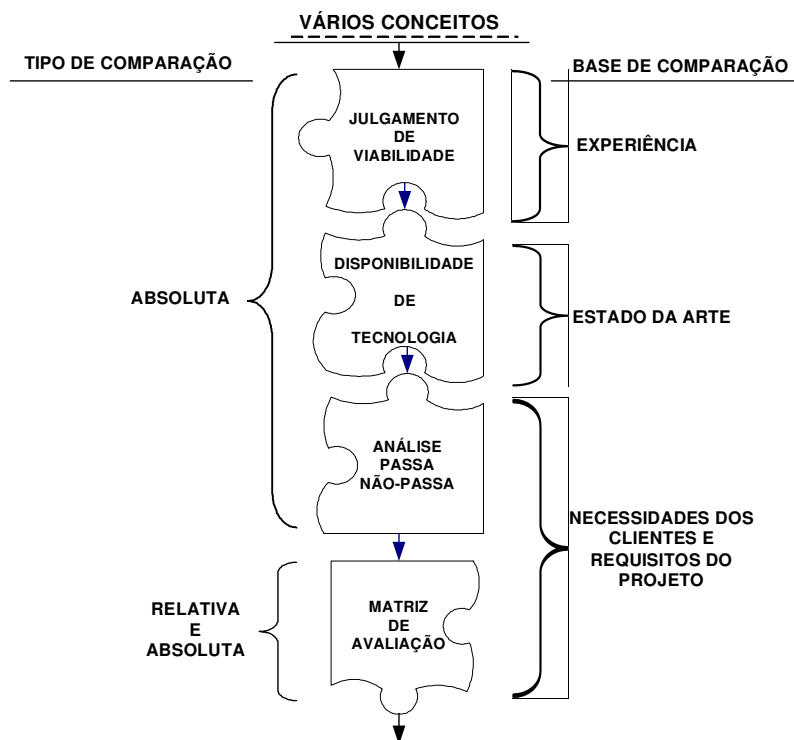 VÁRIOS CONCEITOS
TIPO DE COMPARAÇÃO
BASE DE COMPARAÇÃO
JULGAMENTO
DE
VIABILIDADE
EXPERIÊNCIA
DISPONIBILIDADE
DE
TECNOLOGIA
ABSOLUTA
ESTADO DA ARTE
ANÁLISE
PASSA
NÃO-PASSA
NECESSIDADES DOS
CLIENTES E
REQUISITOS DO
PROJETO
RELATIVA
E
ABSOLUTA
MATRIZ
DE
AVALIAÇÃO